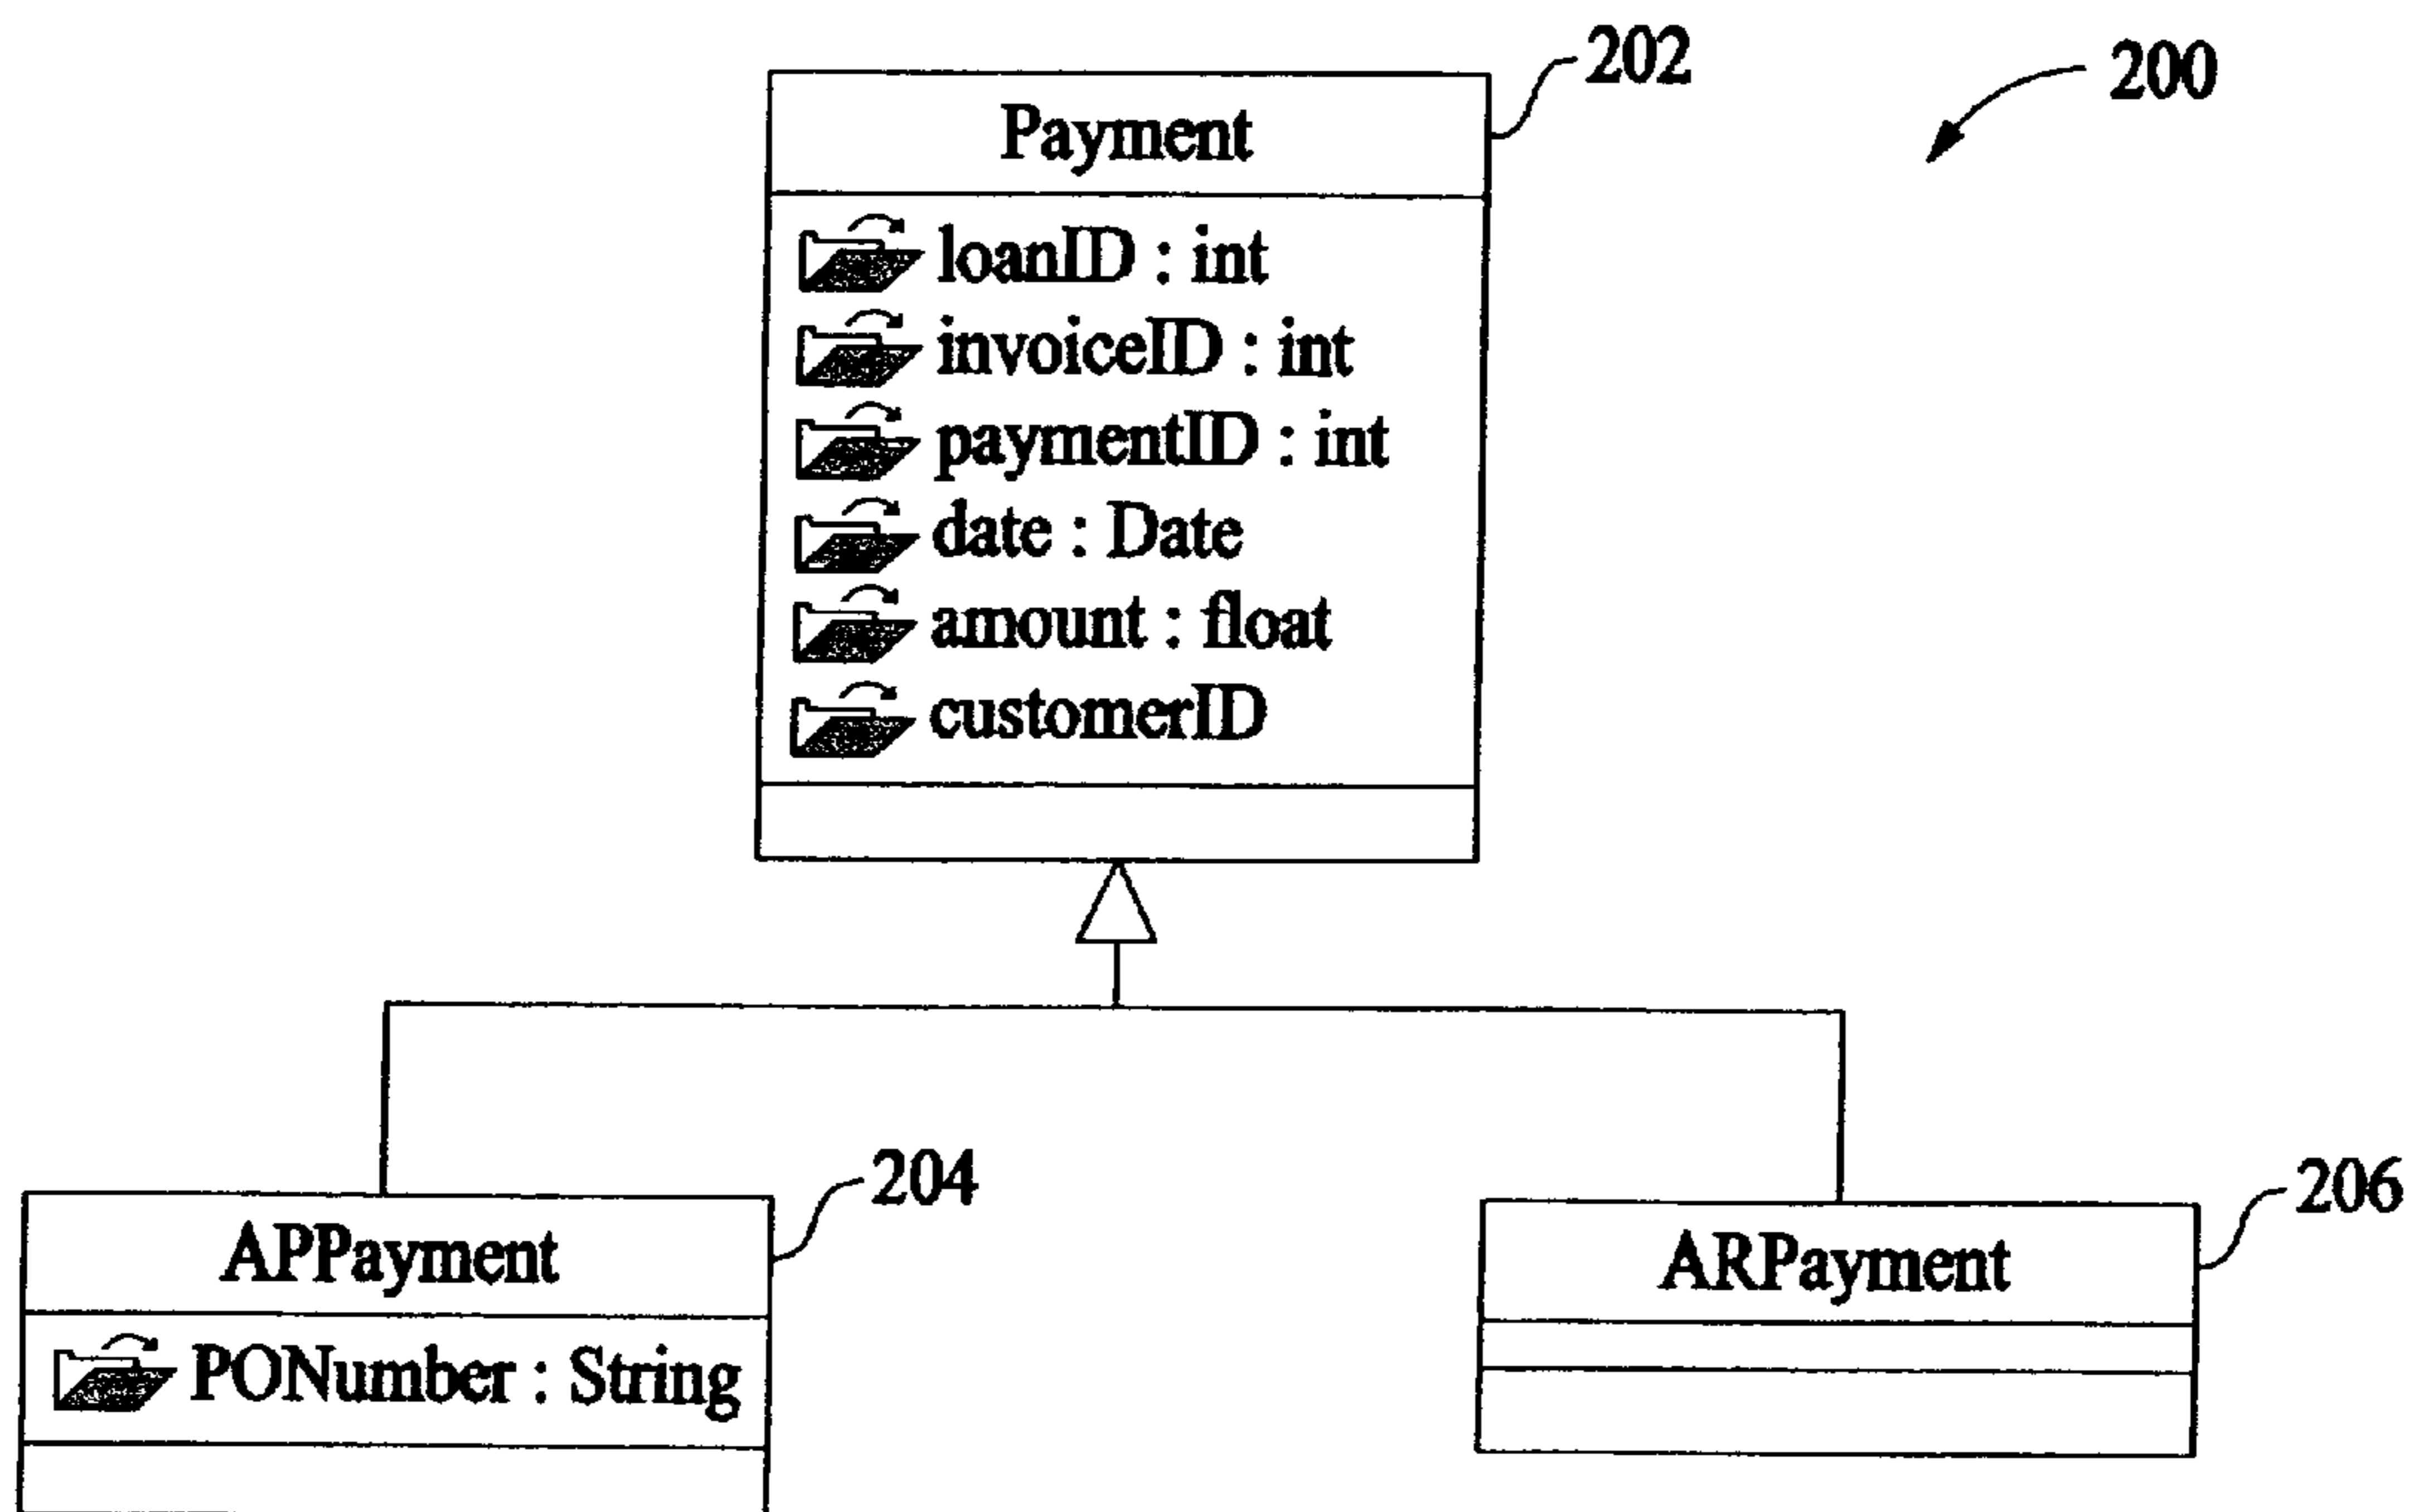 202
200
Payment
loanID : int
invoiceID : int
paymentID : int
date : Date
amount : float
customerID
204
206
APPayment
ARPayment
PONumber : String